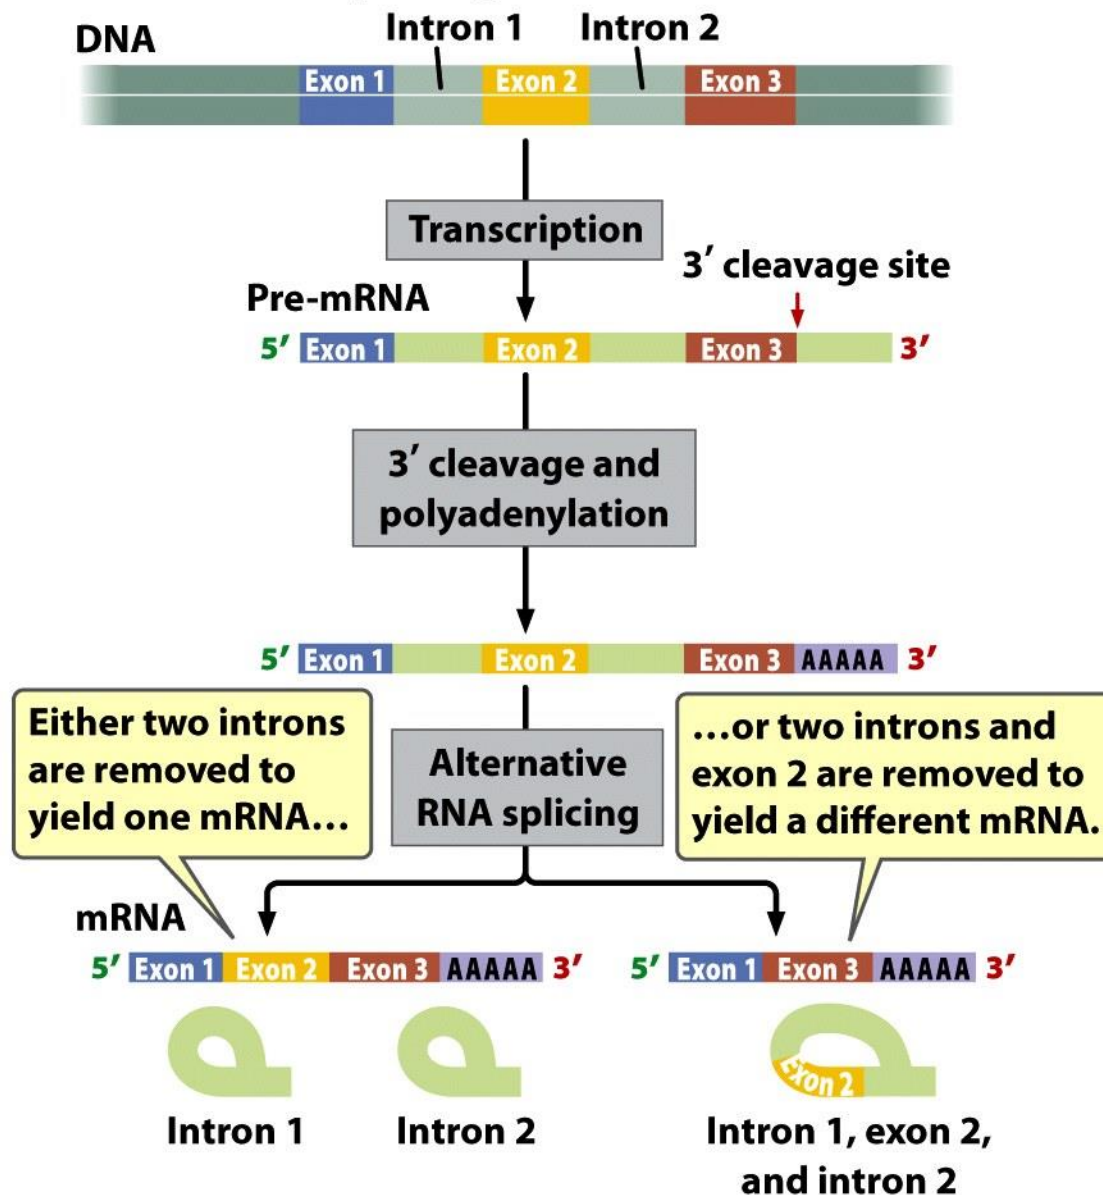 DNA
Intron 1
Intron 2
Exon 1
Exon 2
Exon 3
Transcription
3′ cleavage site
Pre-mRNA
5′ Exon 1 Exon 2 Exon 3 3′
3′ cleavage and
polyadenylation
5′ Exon 1 Exon 2 Exon 3 AAAAA 3′
Either two introns
are removed to
yield one mRNA…
Alternative
RNA splicing
…or two introns and
exon 2 are removed to
yield a different mRNA.
mRNA
5′ Exon 1 Exon 2 Exon 3 AAAAA 3′
5′ Exon 1 Exon 3 AAAAA 3′
Exon 2
Intron 1
Intron 2
Intron 1, exon 2,
and intron 2